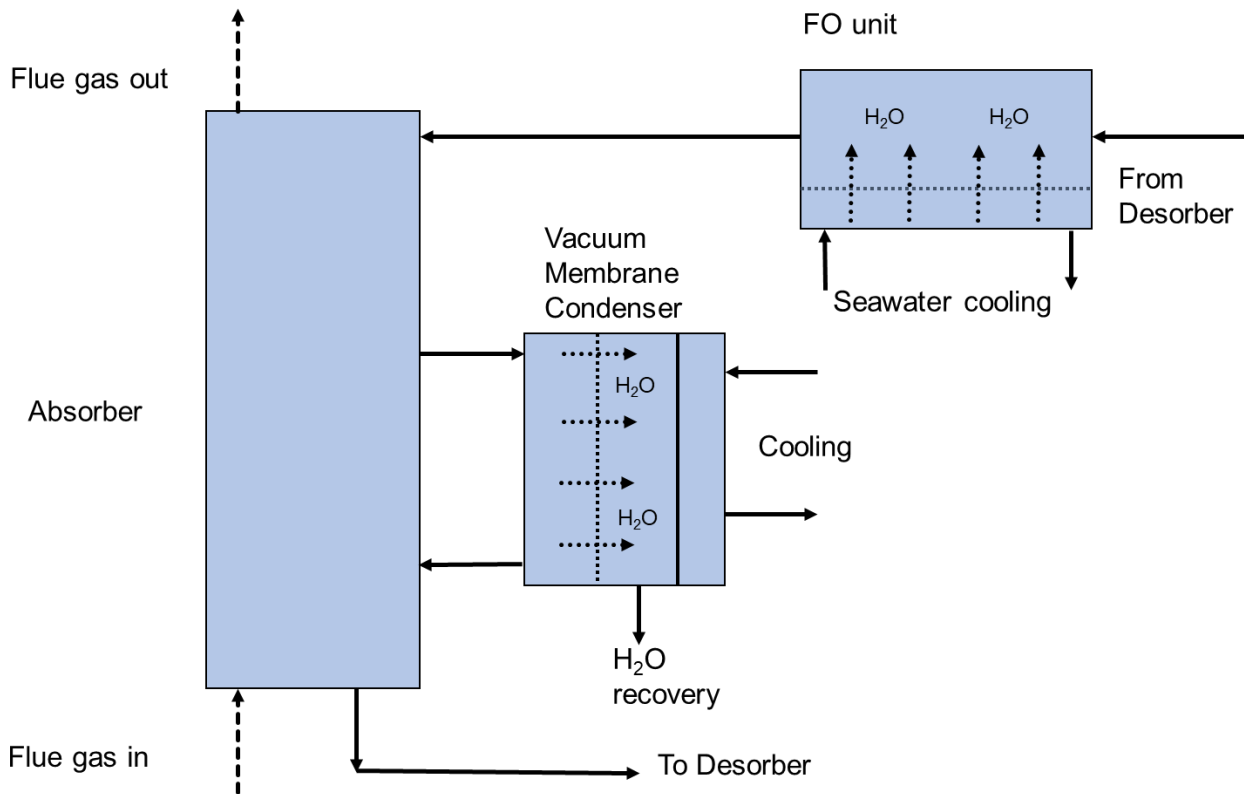 FO unit
Flue gas out
H₂O
H₂O
From
Desorber
Vacuum
Membrane
Condenser
Seawater cooling
H₂O
Absorber
Cooling
H₂O
H₂O
recovery
Flue gas in
To Desorber